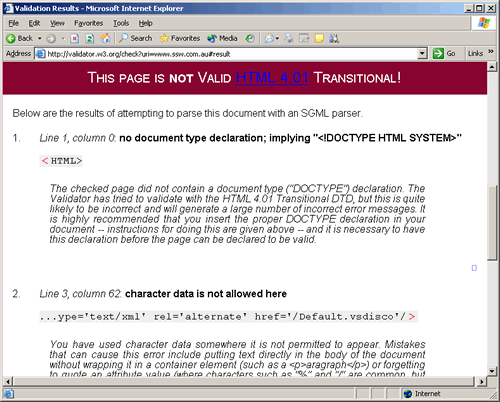 Validation Results - Microsoft Internet Explorer
File Edit View Favorites Tools Help
Back Search Favorites Media
Address http://validator.w3.org/check?uri=www.ssw.com.au#result Go Links »
THIS PAGE IS NOT VALID HTML 4.01 TRANSITIONAL!
Below are the results of attempting to parse this document with an SGML parser.
1. Line 1, column 0: no document type declaration; implying "<!DOCTYPE HTML SYSTEM>"
<HTML>
The checked page did not contain a document type ("DOCTYPE") declaration. The
Validator has tried to validate with the HTML 4.01 Transitional DTD, but this is quite
likely to be incorrect and will generate a large number of incorrect error messages. It
is highly recommended that you insert the proper DOCTYPE declaration in your
document -- instructions for doing this are given above -- and it is necessary to have
this declaration before the page can be declared to be valid.
2. Line 3, column 62: character data is not allowed here
...ype='text/xml' rel='alternate' href='/Default.vsdisco'/>
You have used character data somewhere it is not permitted to appear. Mistakes
that can cause this error include putting text directly in the body of the document
without wrapping it in a container element (such as a <p>aragraph</p>) or forgetting
to quote an attribute value (where characters such as "%" and "/" are common, but
Internet